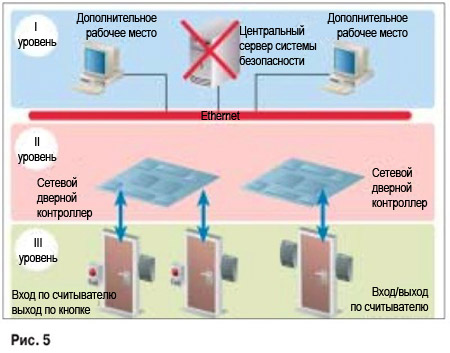 I
уровень
Дополнительное
рабочее место
Центральный
сервер системы
безопасности
Дополнительное
рабочее место
Ethernet
II
уровень
Сетевой
дверной
контроллер
Сетевой
дверной
контроллер
III
уровень
Вход по считывателю
выход по кнопке
Вход/выход
по считывателю
Рис. 5